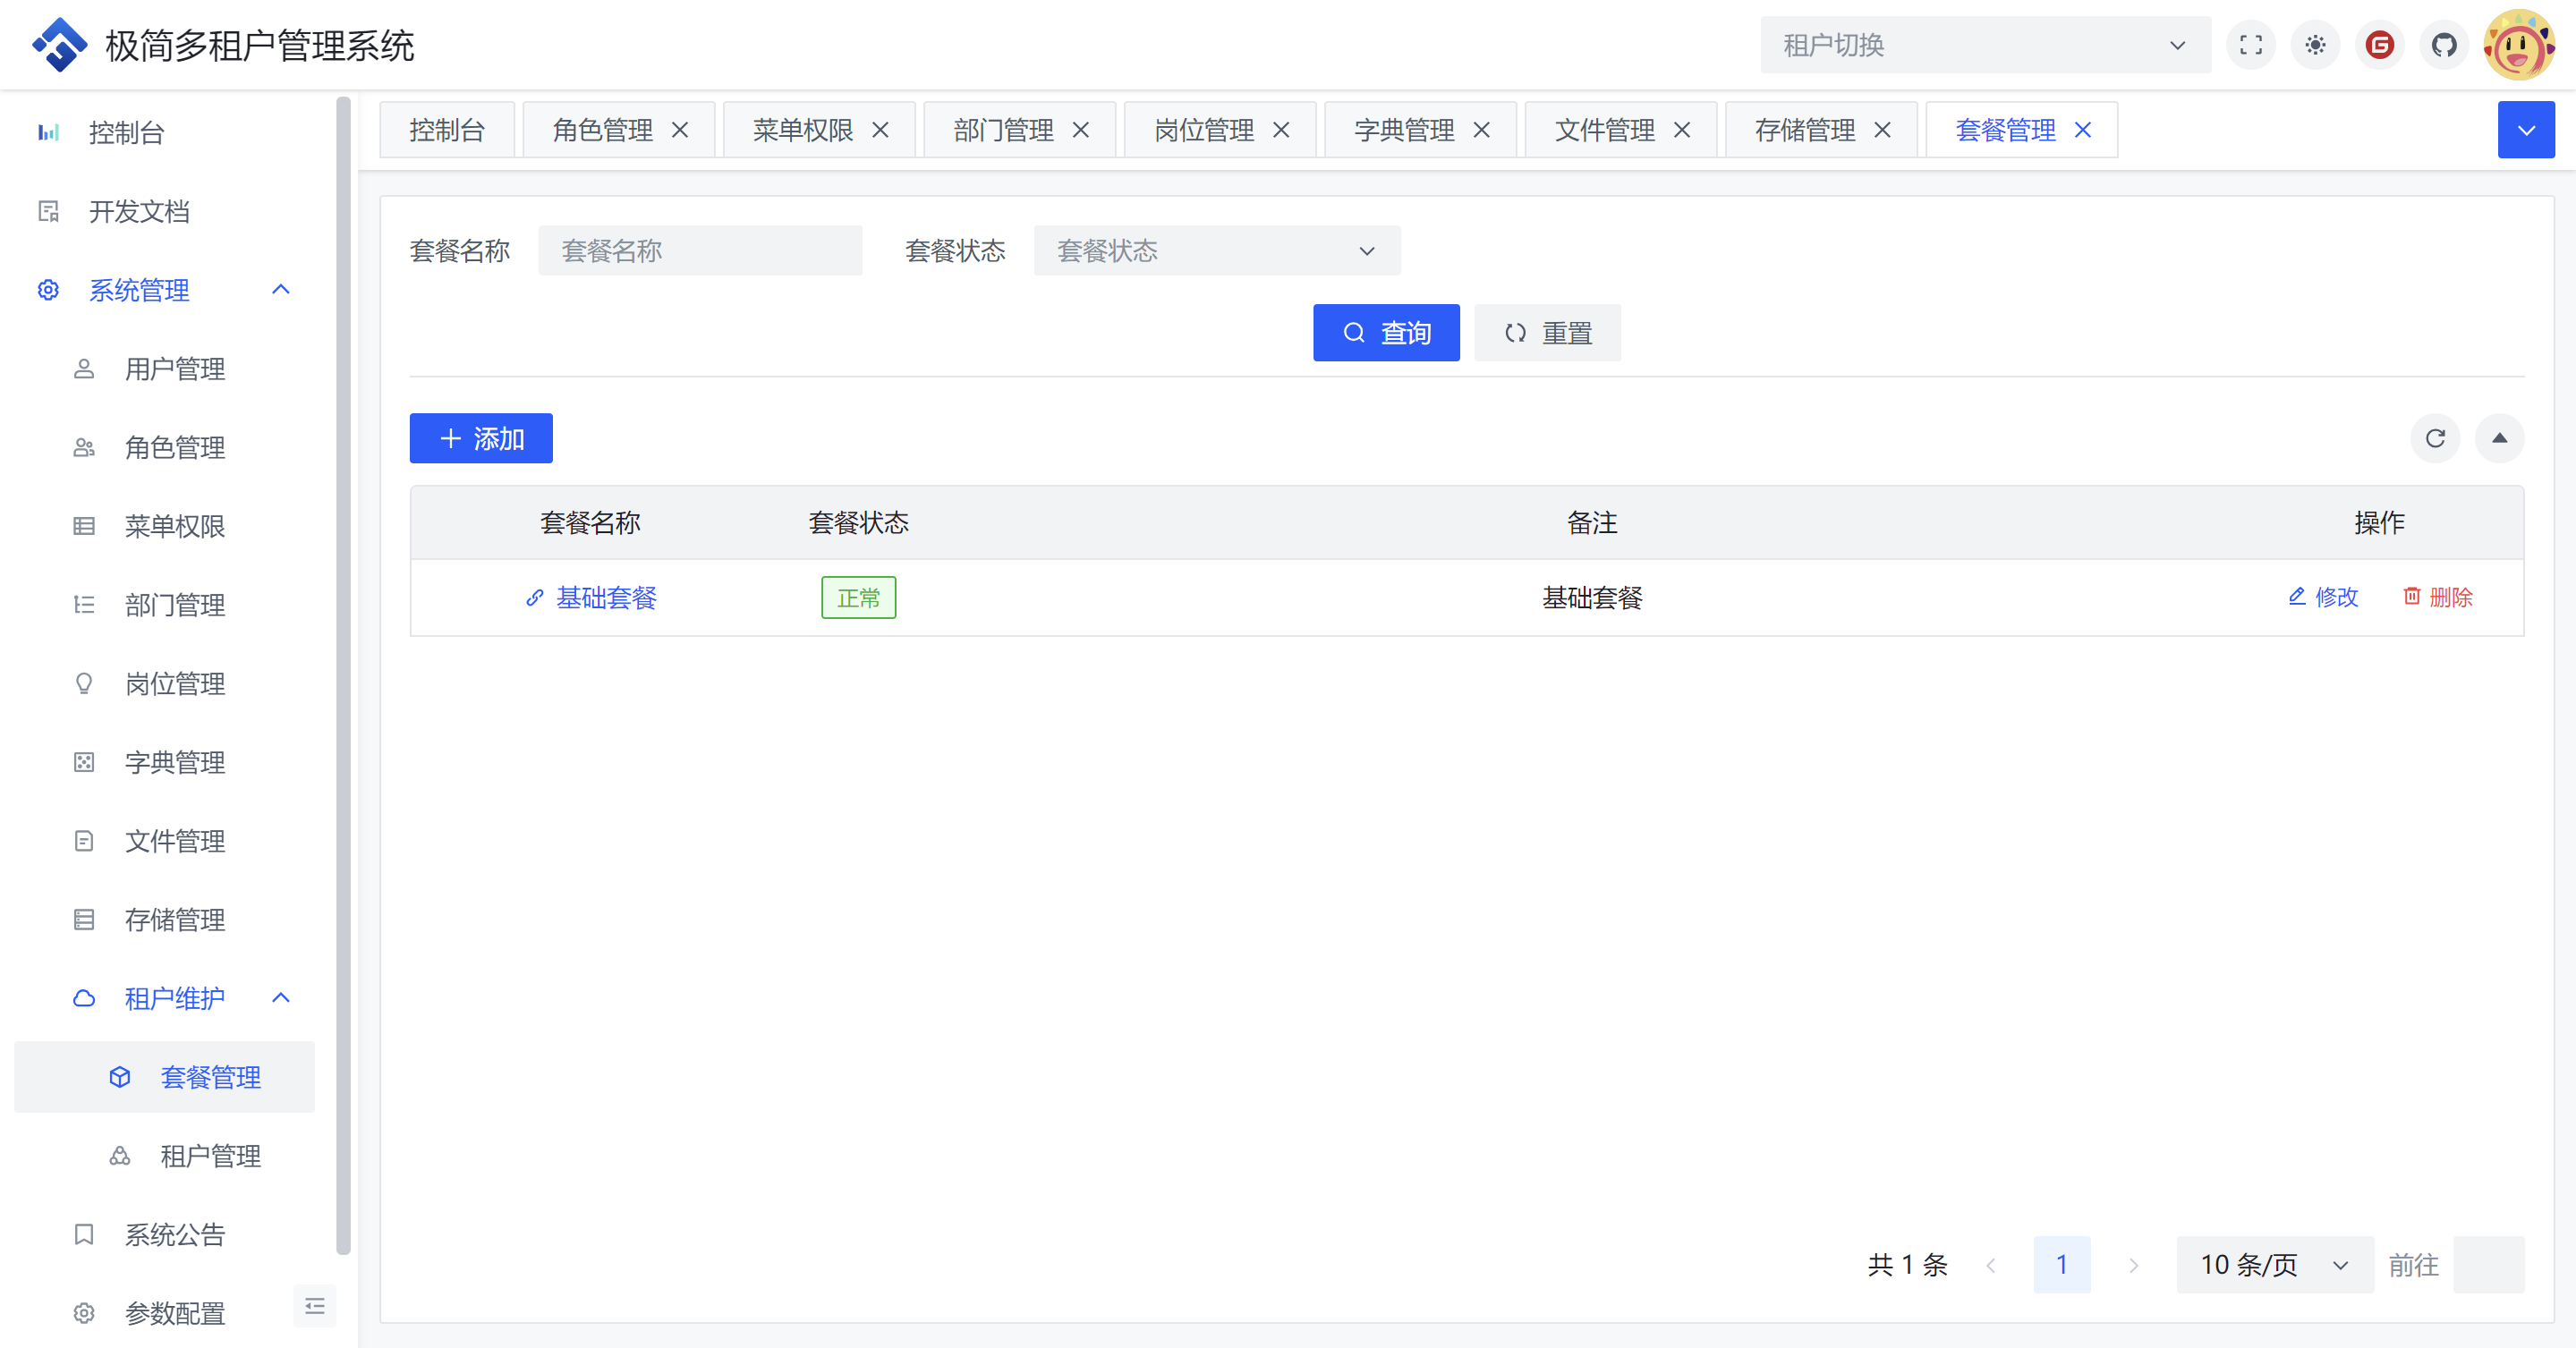 极简多租户管理系统
租户切换
控制台
开发文档
系统管理
用户管理
角色管理
菜单权限
部门管理
岗位管理
字典管理
文件管理
存储管理
租户维护
套餐管理
租户管理
系统公告
参数配置
控制台 角色管理 菜单权限 部门管理 岗位管理 字典管理 文件管理 存储管理 套餐管理
套餐名称 套餐名称 套餐状态 套餐状态
查询 重置
添加
套餐名称 套餐状态 备注 操作
基础套餐 正常 基础套餐 修改 删除
共 1 条 1 10 条/页 前往